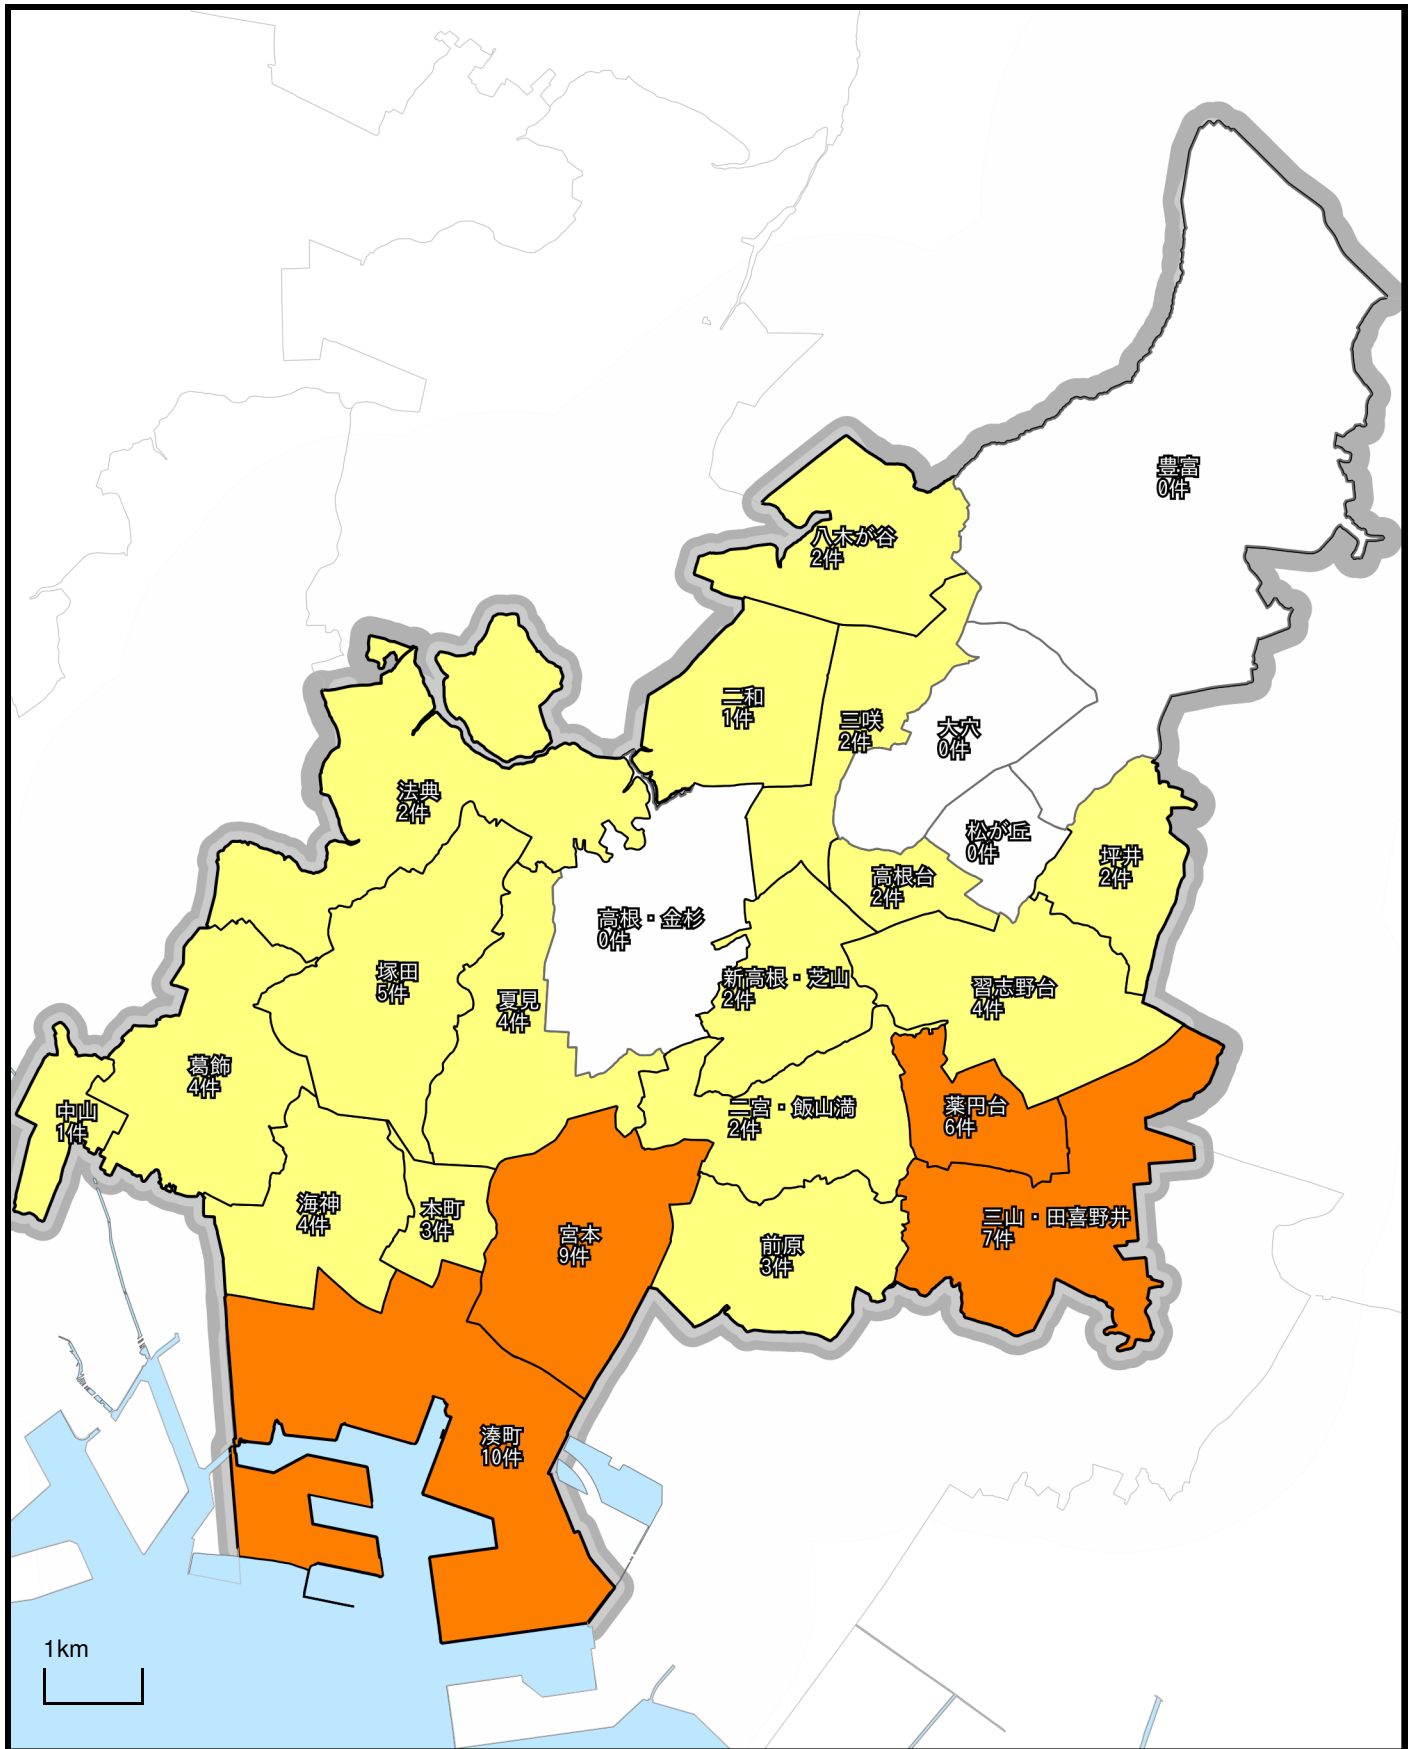 豊富
0件
八木が谷
2件
二和
1件
三咲
2件
大穴
0件
法典
2件
松が丘
0件
坪井
2件
高根台
2件
高根・金杉
0件
塚田
5件
新高根・芝山
2件
習志野台
4件
夏見
4件
葛飾
4件
中山
1件
二宮・飯山満
2件
薬円台
6件
海神
4件
本町
3件
三山・田喜野井
7件
宮本
9件
前原
3件
湊町
10件
1km